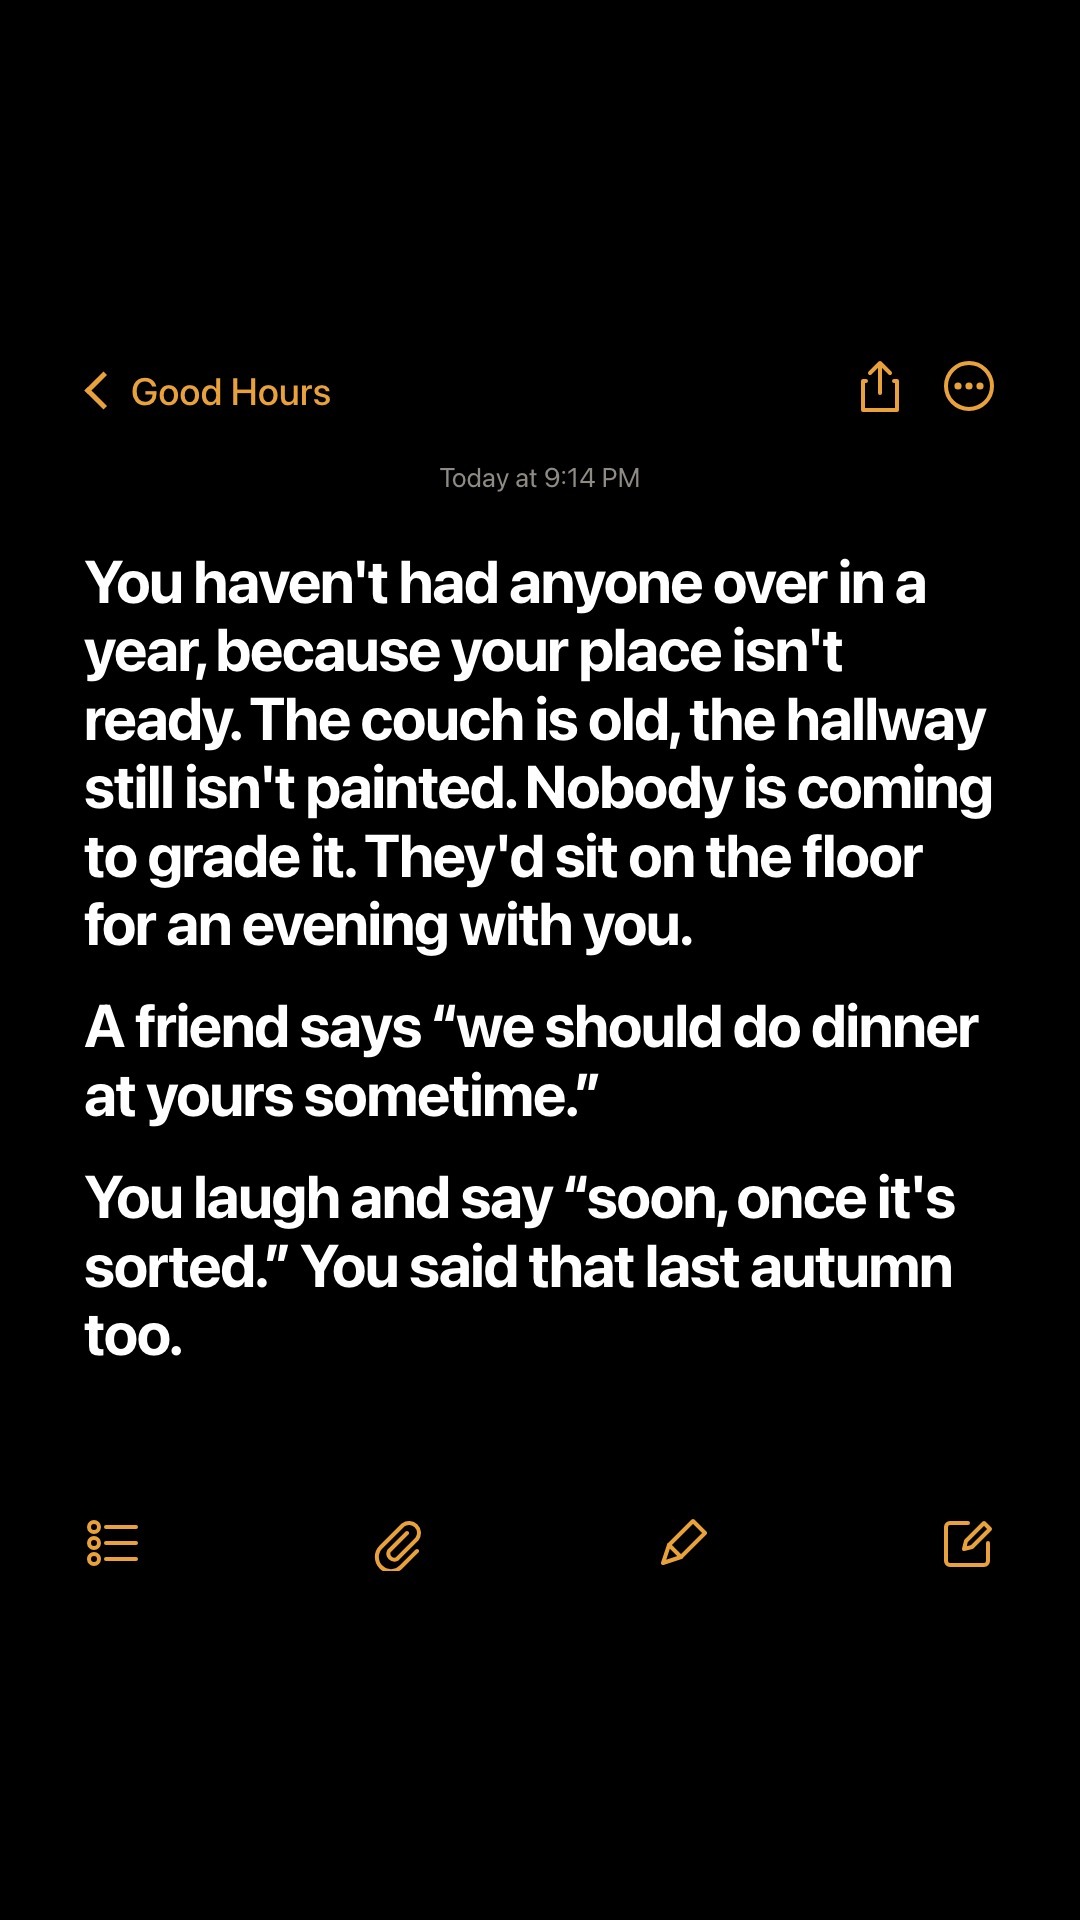 Good Hours
Today at 9:14 PM
You haven't had anyone over in a
year, because your place isn't
ready. The couch is old, the hallway
still isn't painted. Nobody is coming
to grade it. They'd sit on the floor
for an evening with you.
A friend says “we should do dinner
at yours sometime.”
You laugh and say “soon, once it's
sorted.” You said that last autumn
too.